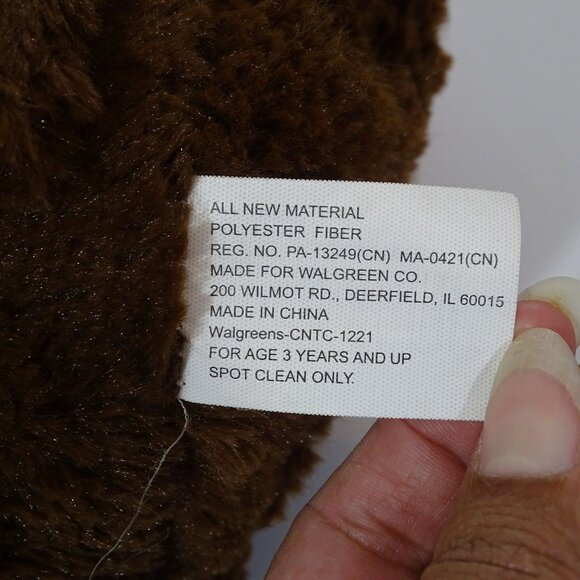 ALL NEW MATERIAL
POLYESTER FIBER
REG. NO. PA-13249(CN) MA-0421(CN)
MADE FOR WALGREEN CO.
200 WILMOT RD., DEERFIELD, IL 60015
MADE IN CHINA
Walgreens-CNTC-1221
FOR AGE 3 YEARS AND UP
SPOT CLEAN ONLY.